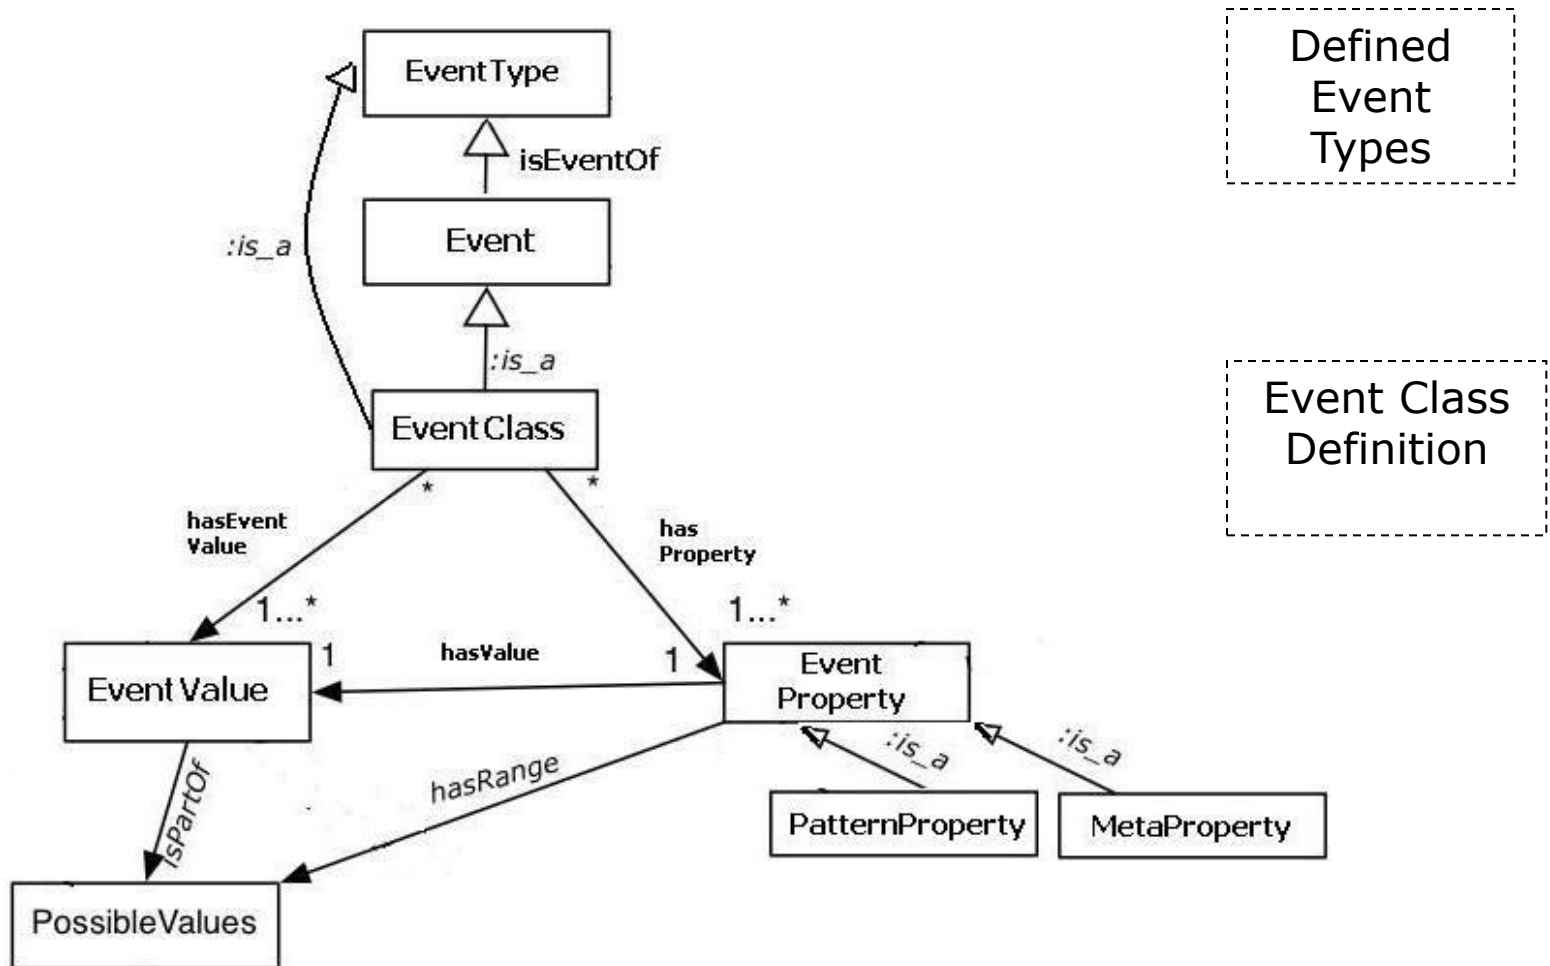 EventType
Defined
Event
Types
isEventOf
Event
:is_a
:is_a
EventClass
Event Class
Definition
*
*
hasEvent
Value
has
Property
1...*
1...*
1
hasValue
1
Event
Property
EventValue
:is_a
:is_a
isPartOf
hasRange
PatternProperty
MetaProperty
PossibleValues